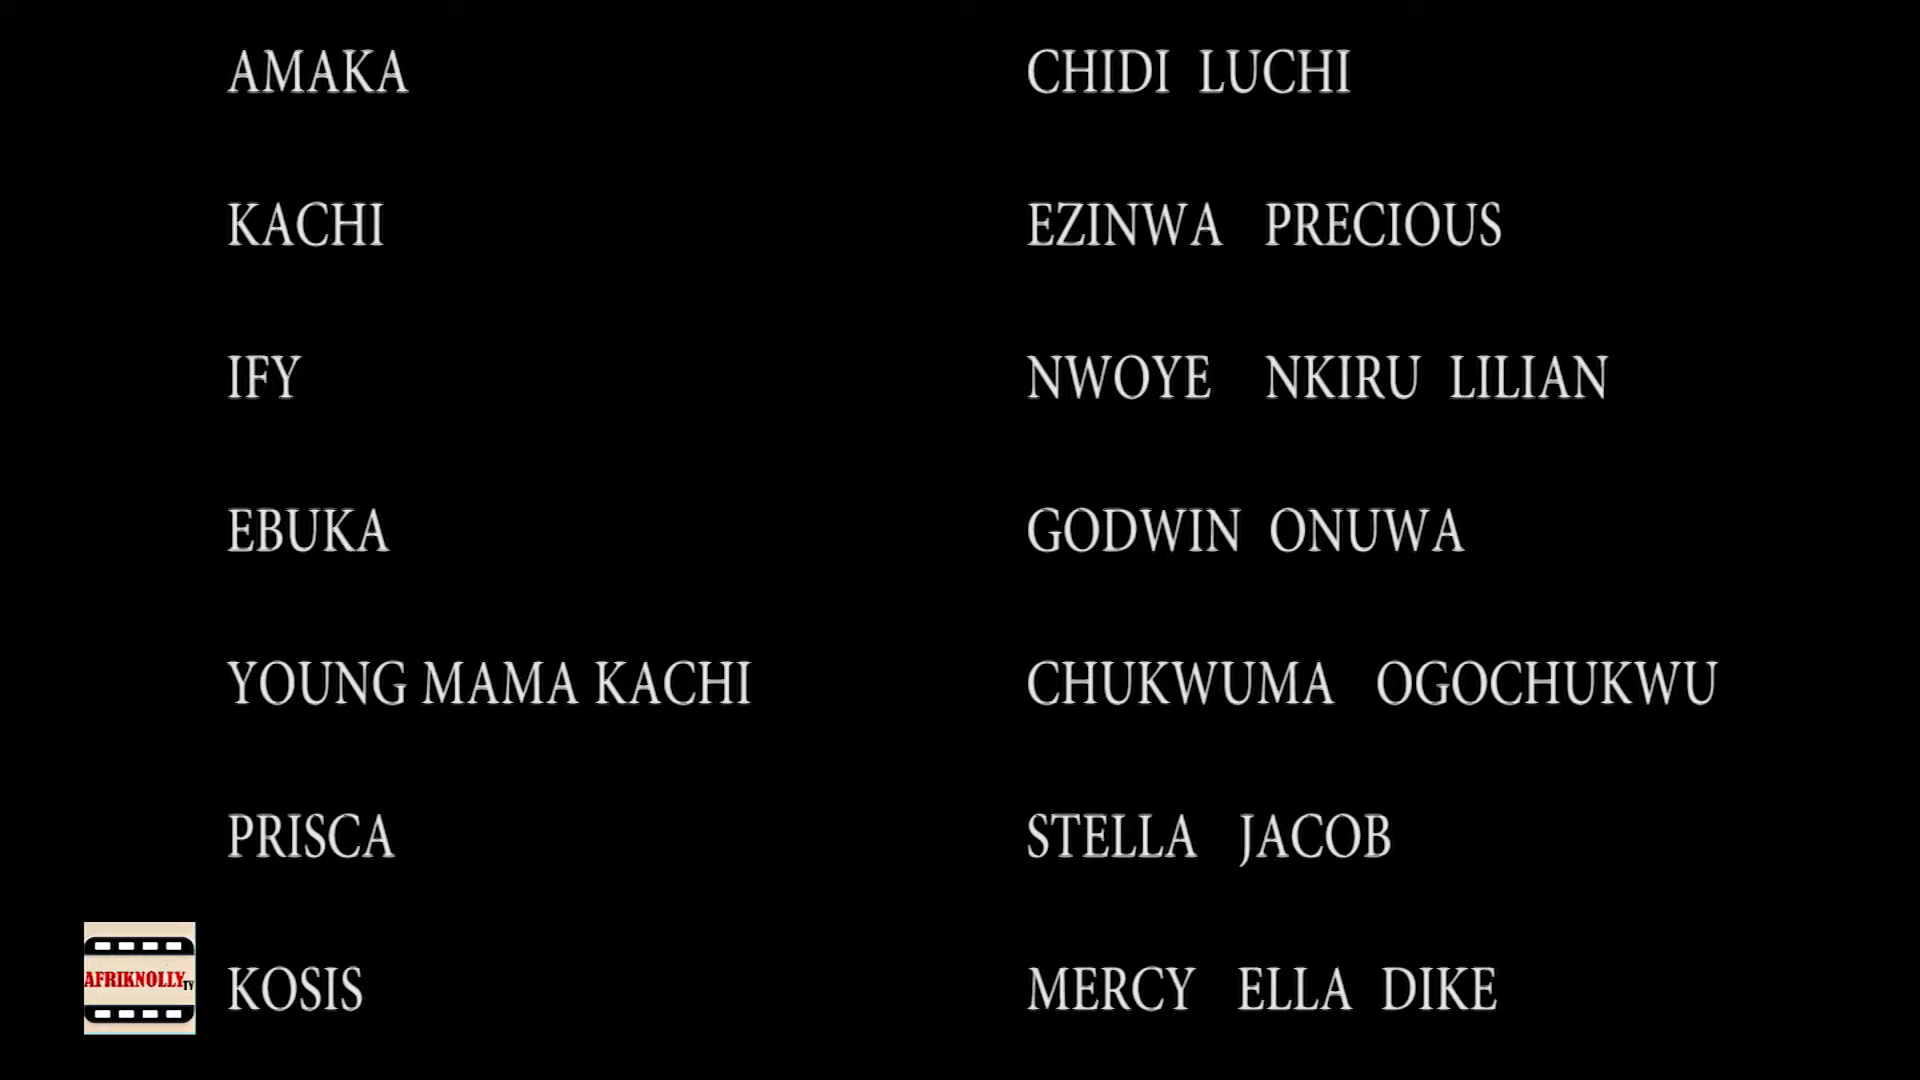 AMAKA CHIDI LUCHI
KACHI EZINWA PRECIOUS
IFY NWOYE NKIRU LILIAN
EBUKA GODWIN ONUWA
YOUNG MAMA KACHI CHUKWUMA OGOCHUKWU
PRISCA STELLA JACOB
KOSIS MERCY ELLA DIKE
AFRIKNOLLY TV